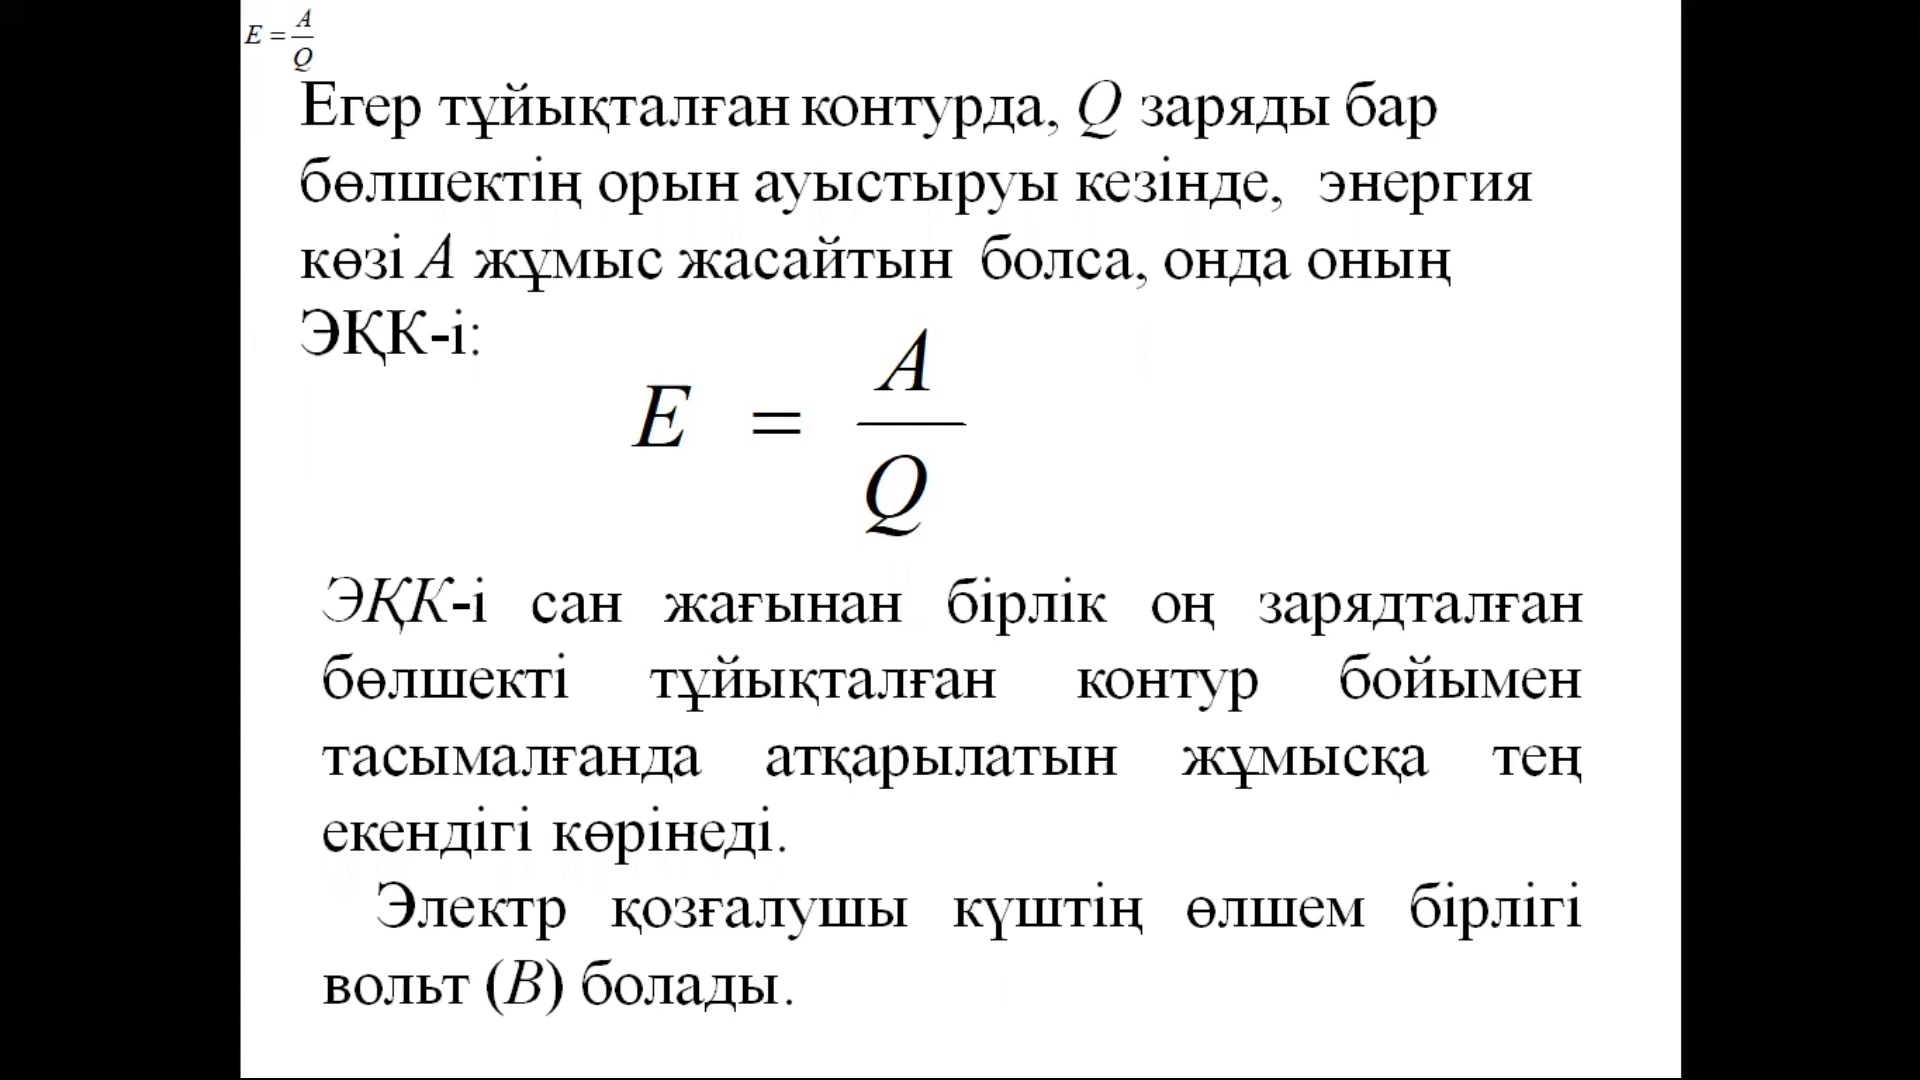 E = A/Q
Егер тұйықталған контурда, Q заряды бар
бөлшектің орын ауыстыруы кезінде, энергия
көзі A жұмыс жасайтын болса, онда оның
ЭҚК-і:
E = A/Q
ЭҚК-і сан жағынан бірлік оң зарядталған
бөлшекті тұйықталған контур бойымен
тасымалғанда атқарылатын жұмысқа тең
екендігі көрінеді.
Электр қозғалушы күштің өлшем бірлігі
вольт (В) болады.